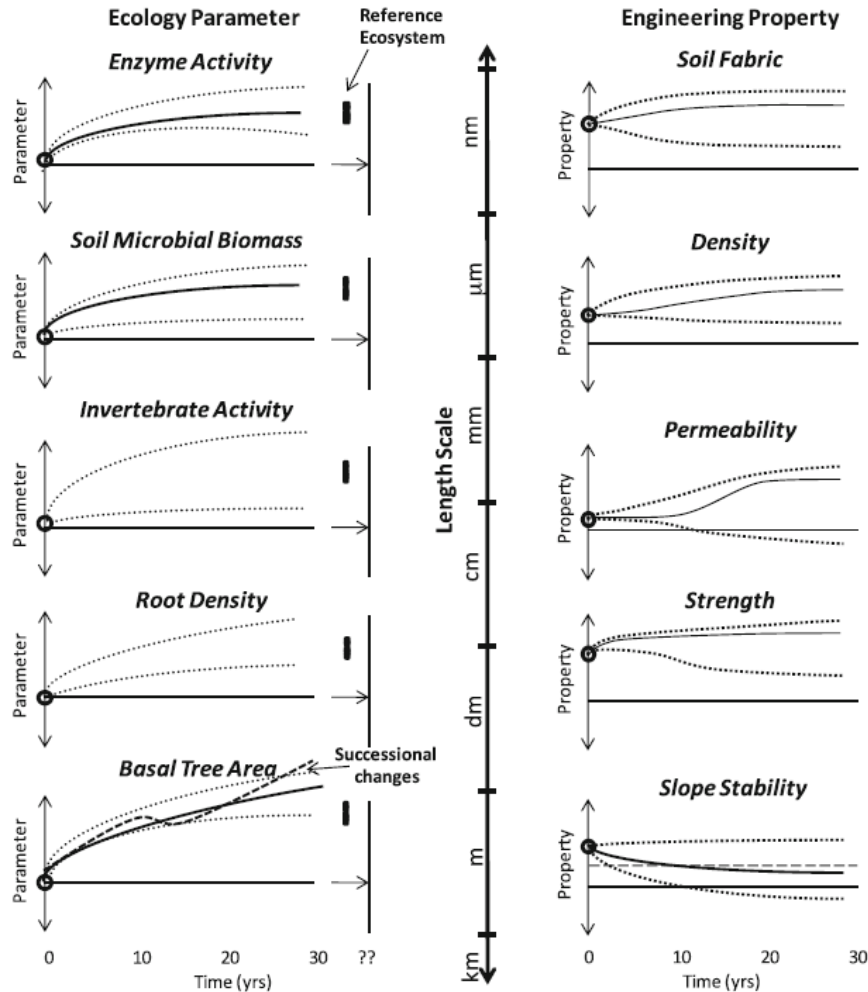 Ecology Parameter
Reference
Ecosystem
Engineering Property
Enzyme Activity
Parameter
Soil Microbial Biomass
Parameter
Invertebrate Activity
Parameter
Root Density
Parameter
Basal Tree Area
Successional
changes
Parameter
0 10 20 30 ??
Time (yrs)
Length Scale
nm
μm
mm
cm
dm
m
km
Soil Fabric
Property
Density
Property
Permeability
Property
Strength
Property
Slope Stability
Property
0 10 20 30
Time (yrs)